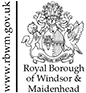 www.rbwm.gov.uk
Royal Borough
of Windsor &
Maidenhead